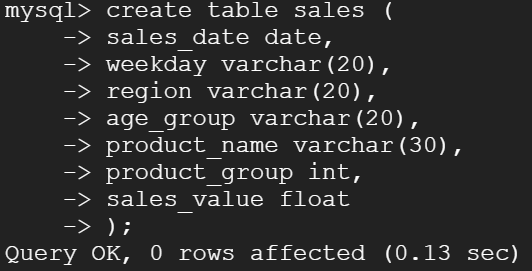 mysql> create table sales (
    -> sales_date date,
    -> weekday varchar(20),
    -> region varchar(20),
    -> age_group varchar(20),
    -> product_name varchar(30),
    -> product_group int,
    -> sales_value float
    -> );
Query OK, 0 rows affected (0.13 sec)